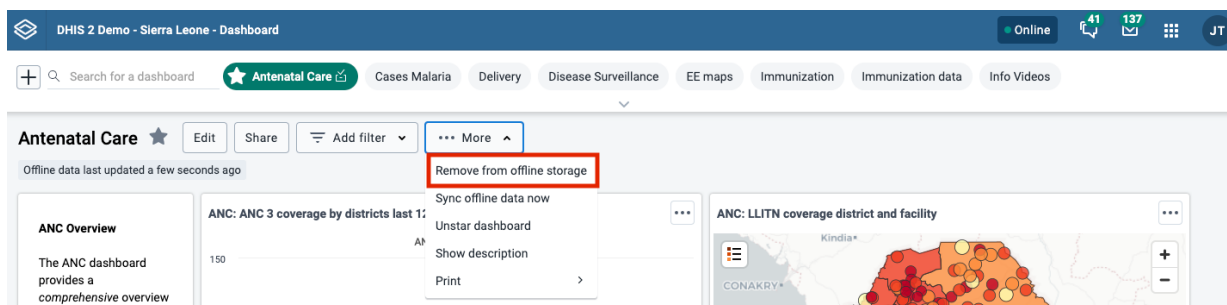 DHIS 2 Demo - Sierra Leone - Dashboard
Online
41
137
JT
Search for a dashboard
Antenatal Care
Cases Malaria
Delivery
Disease Surveillance
EE maps
Immunization
Immunization data
Info Videos
Antenatal Care
Edit
Share
Add filter
More
Offline data last updated a few seconds ago
Remove from offline storage
Sync offline data now
Unstar dashboard
Show description
Print
ANC Overview
The ANC dashboard
provides a
comprehensive overview
ANC: ANC 3 coverage by districts last 12
150
ANC: LLITN coverage district and facility
Kindia
CONAKRY